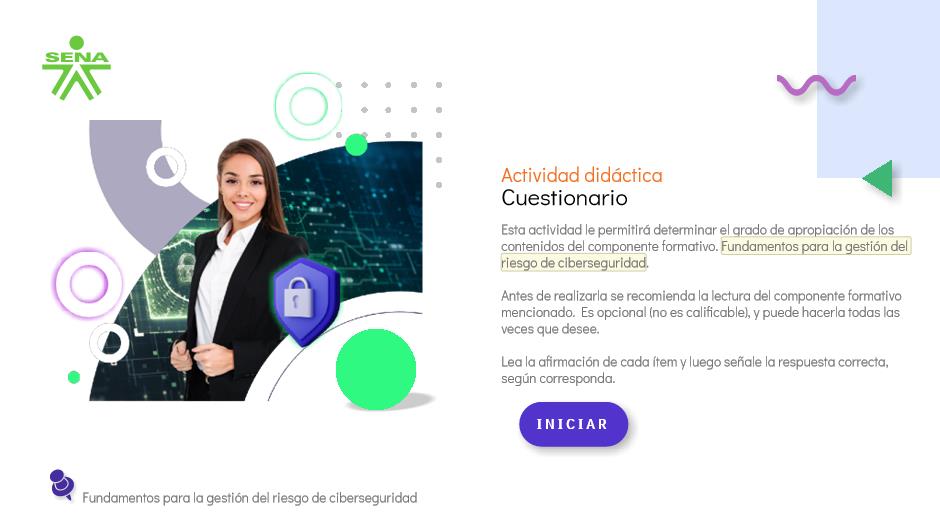 SENA
Actividad didáctica
Cuestionario
Esta actividad le permitirá determinar el grado de apropiación de los
contenidos del componente formativo. Fundamentos para la gestión del
riesgo de ciberseguridad.
Antes de realizarla se recomienda la lectura del componente formativo
mencionado. Es opcional (no es calificable), y puede hacerla todas las
veces que desee.
Lea la afirmación de cada ítem y luego señale la respuesta correcta,
según corresponda.
INICIAR
Fundamentos para la gestión del riesgo de ciberseguridad